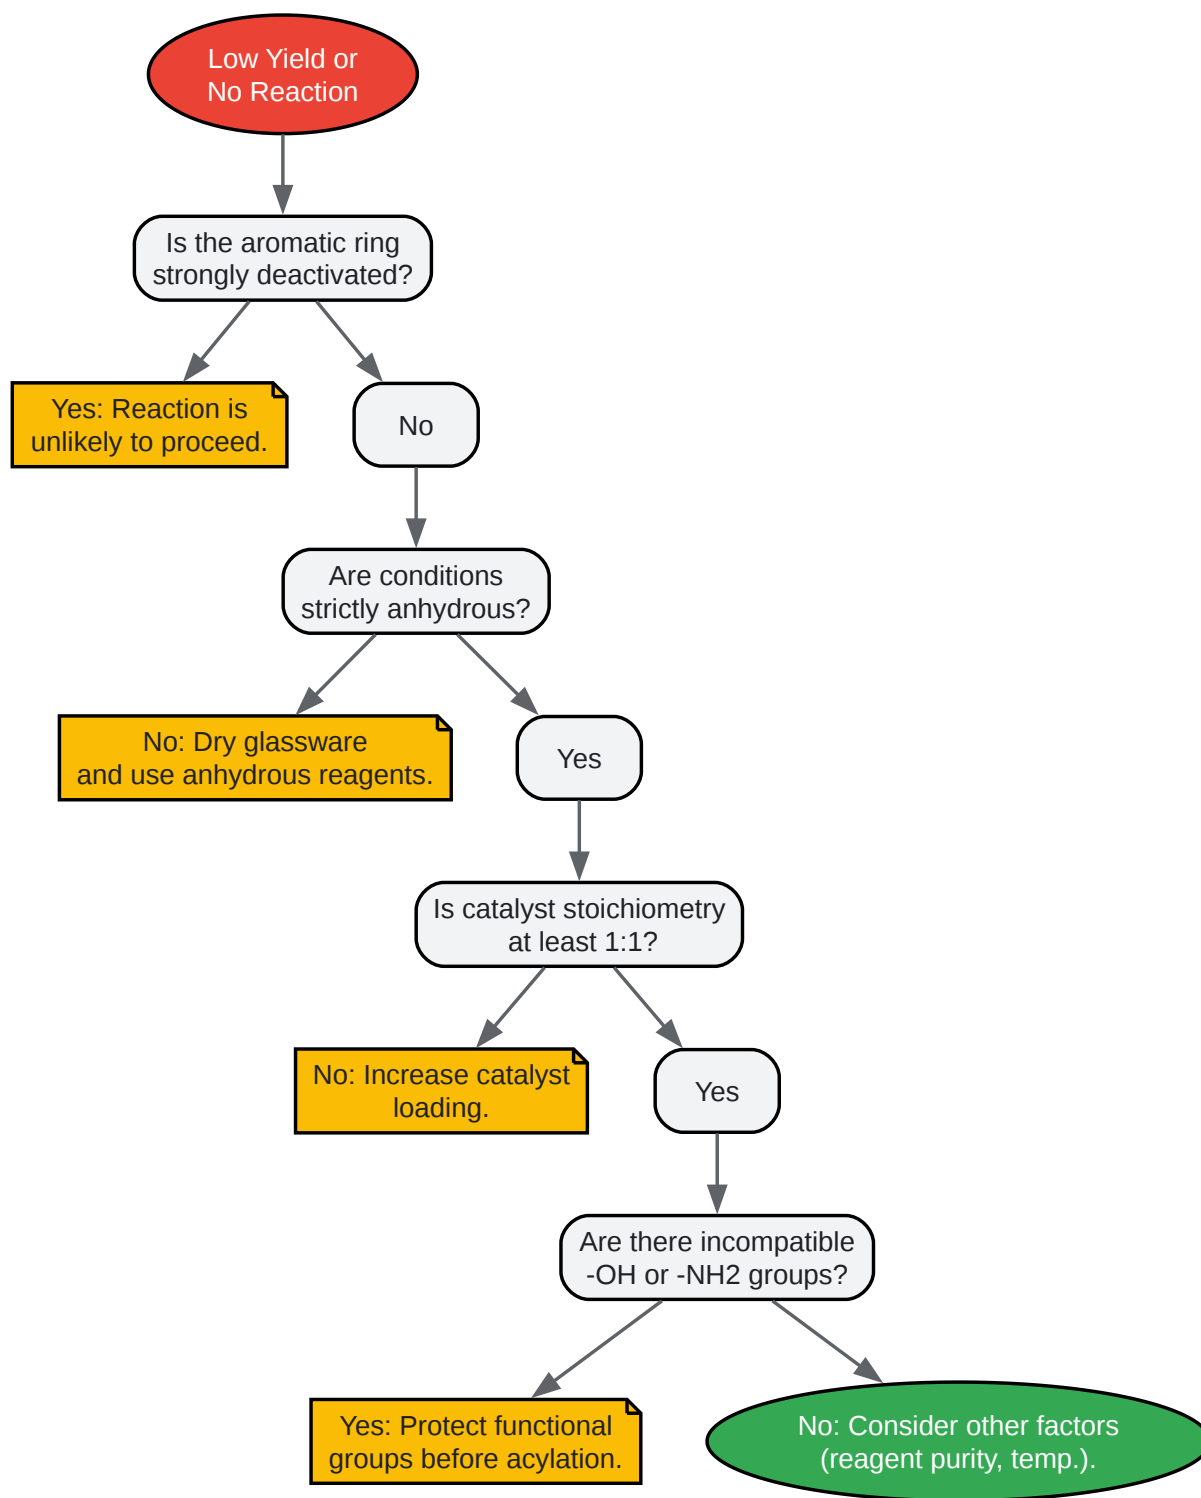 Low Yield or
No Reaction
Is the aromatic ring
strongly deactivated?
Yes: Reaction is
unlikely to proceed.
No
Are conditions
strictly anhydrous?
No: Dry glassware
and use anhydrous reagents.
Yes
Is catalyst stoichiometry
at least 1:1?
No: Increase catalyst
loading.
Yes
Are there incompatible
-OH or -NH2 groups?
Yes: Protect functional
groups before acylation.
No: Consider other factors
(reagent purity, temp.).